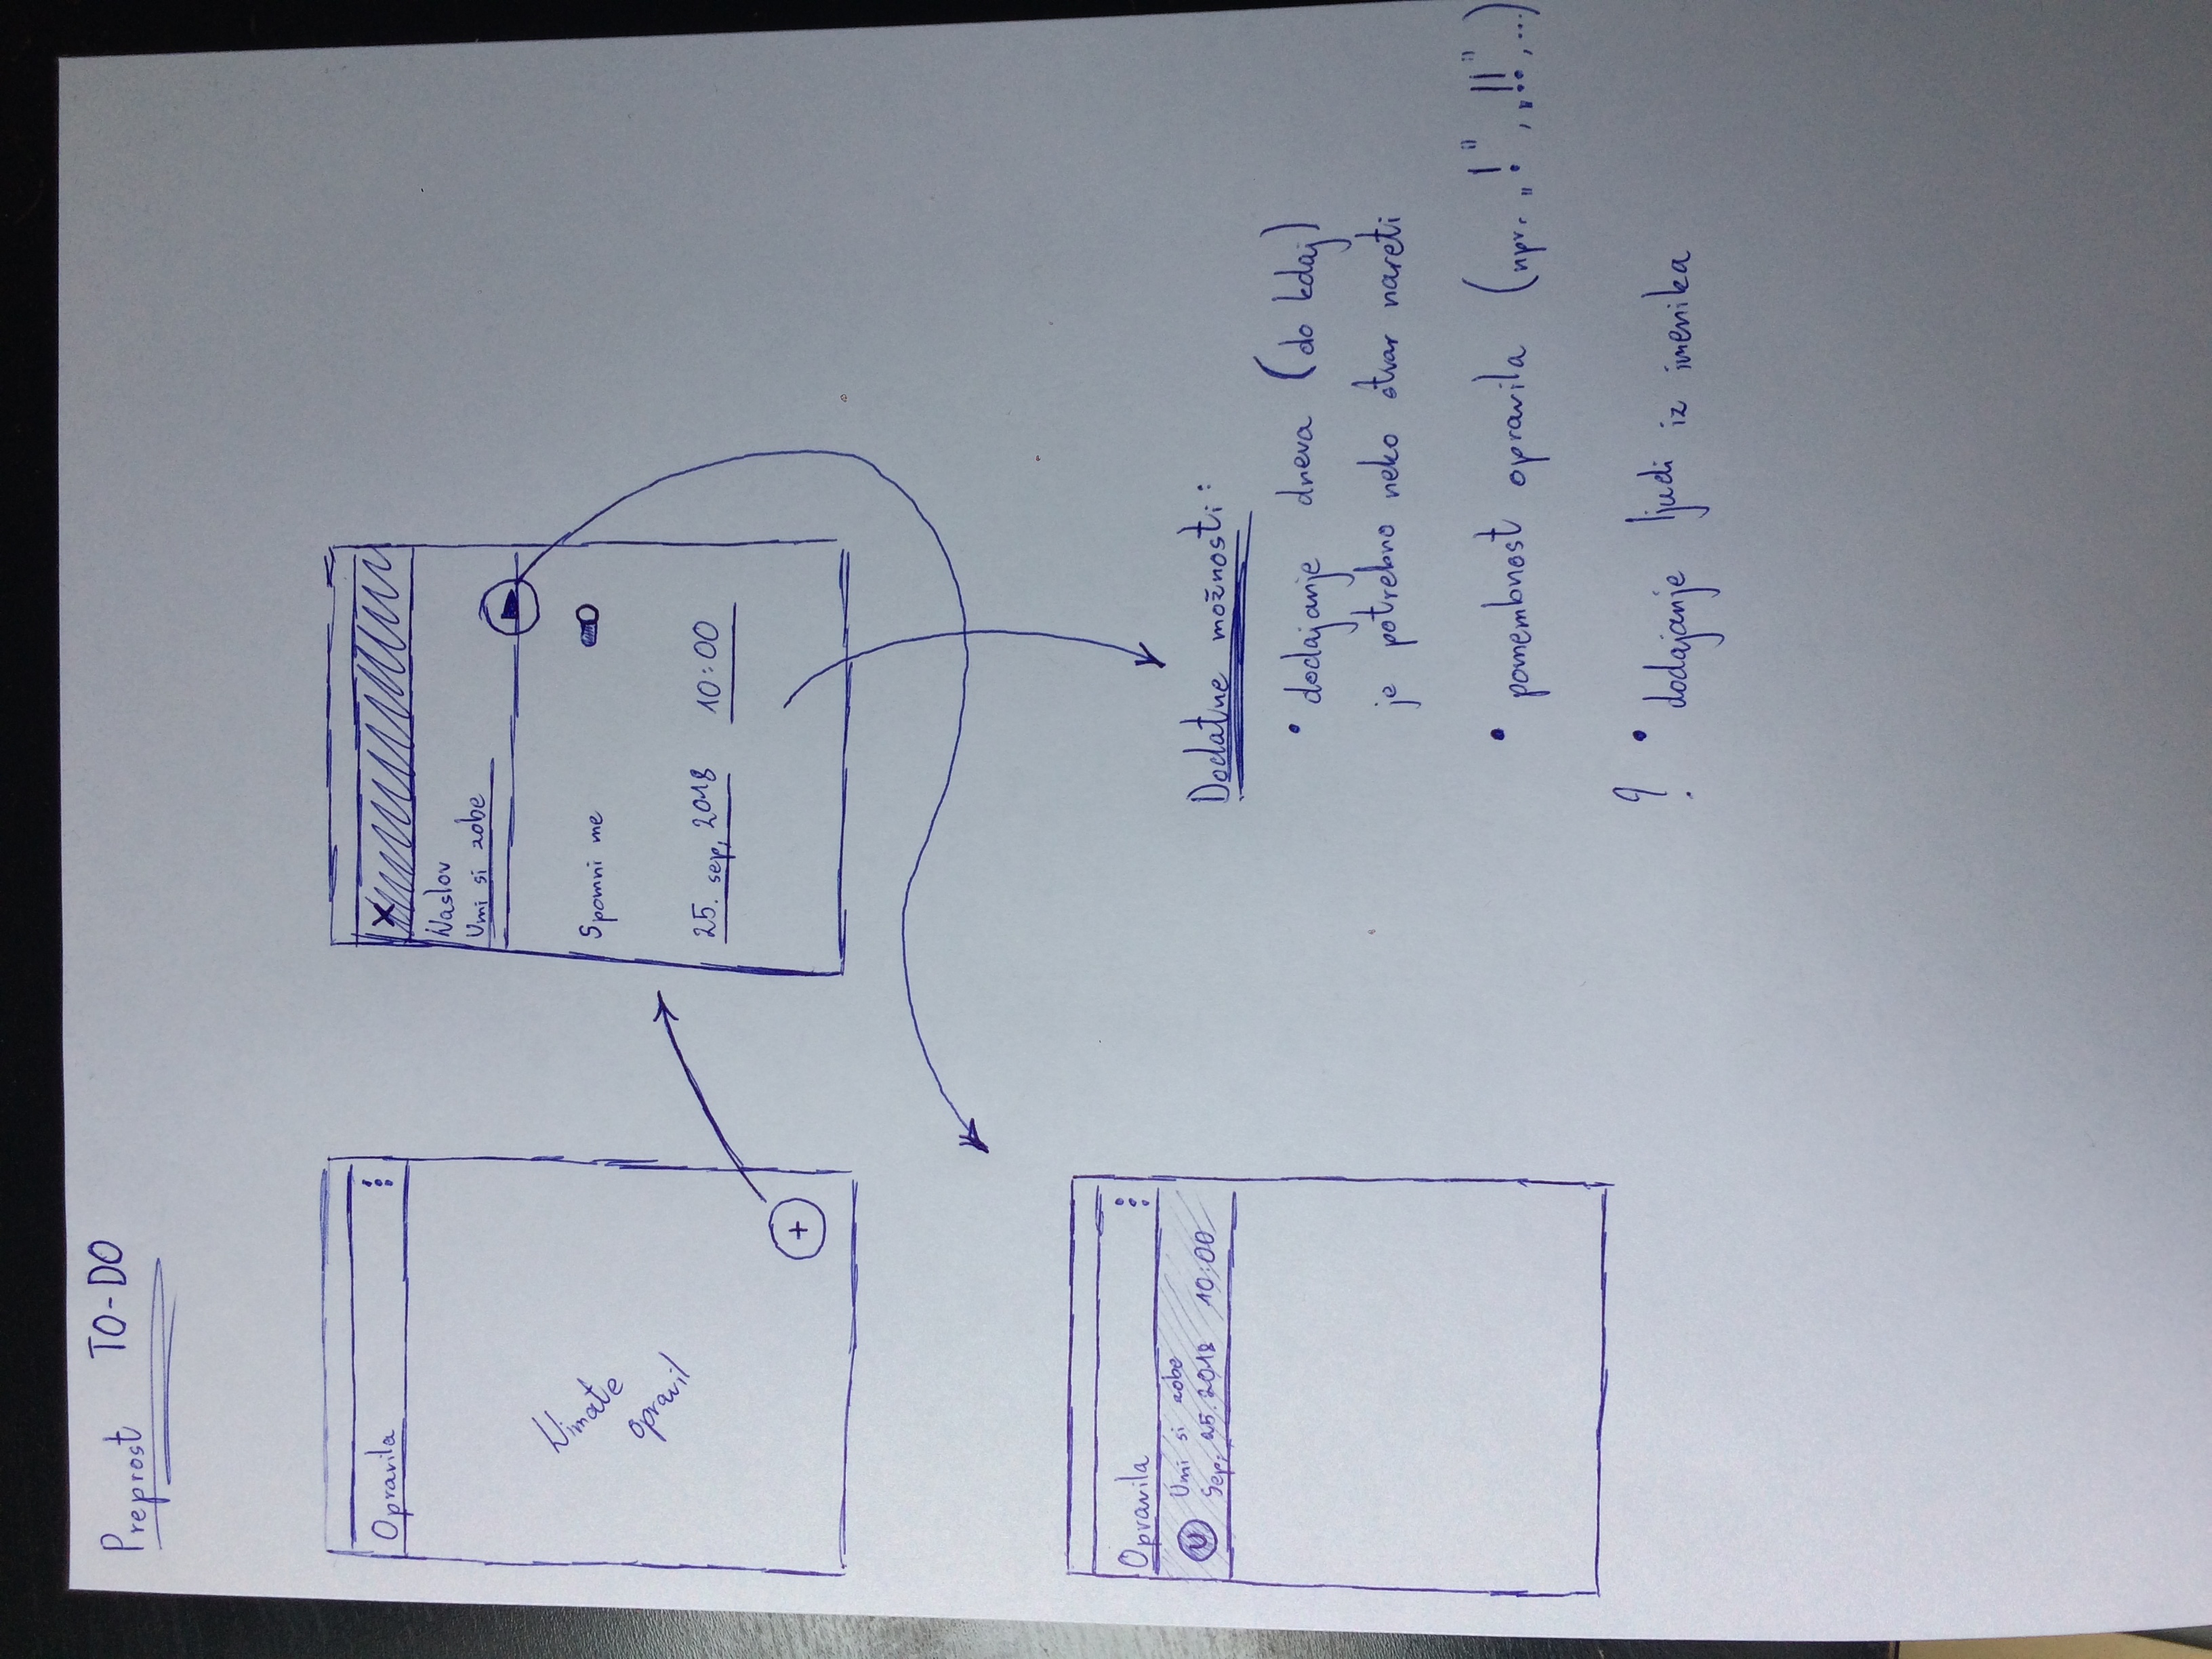 Preprost TO-DO
Opravila
Nimate
opravil
+
X
Naslov
Umi si zobe
Spomni me
25. sep, 2018 10:00
Opravila
U
Umi si zobe
Sep, 25. 2018 10:00
Dodatne možnosti:
• dodajanje dneva (do kdaj)
je potrebno neko stvar nareti
• pomembnost opravila (npr. „!", „!!", ...)
? • dodajanje ljudi iz imenika